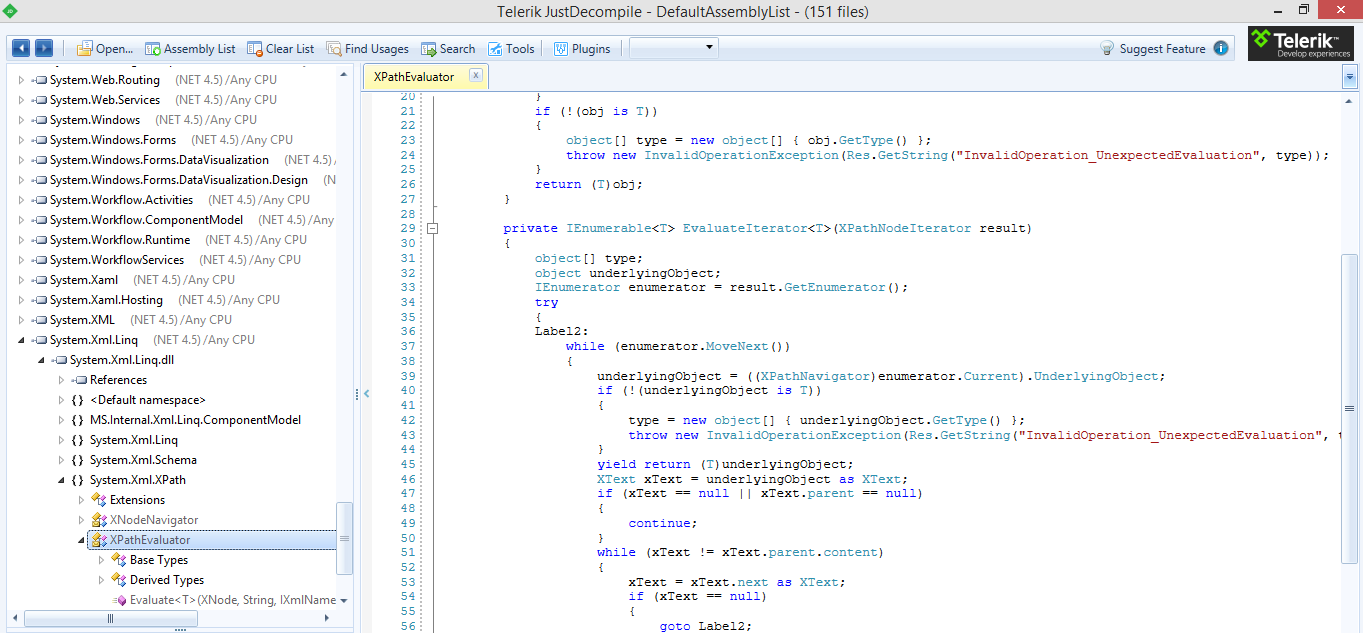 Telerik JustDecompile - DefaultAssemblyList - (151 files)
Open... Assembly List Clear List Find Usages Search Tools Plugins Suggest Feature
Telerik™
Develop experiences
System.Web.Routing (NET 4.5) /Any CPU
System.Web.Services (NET 4.5) /Any CPU
System.Windows (NET 4.5) /Any CPU
System.Windows.Forms (NET 4.5) /Any CPU
System.Windows.Forms.DataVisualization (NET 4.5) /
System.Windows.Forms.DataVisualization.Design (N
System.Workflow.Activities (NET 4.5) /Any CPU
System.Workflow.ComponentModel (NET 4.5) /Any
System.Workflow.Runtime (NET 4.5) /Any CPU
System.WorkflowServices (NET 4.5) /Any CPU
System.Xaml (NET 4.5) /Any CPU
System.Xaml.Hosting (NET 4.5) /Any CPU
System.XML (NET 4.5) /Any CPU
System.Xml.Linq (NET 4.5) /Any CPU
System.Xml.Linq.dll
References
{} <Default namespace>
{} MS.Internal.Xml.Linq.ComponentModel
{} System.Xml.Linq
{} System.Xml.Schema
{} System.Xml.XPath
Extensions
XNodeNavigator
XPathEvaluator
Base Types
Derived Types
Evaluate<T>(XNode, String, IXmlName
XPathEvaluator x
20 }
21 if (!(obj is T))
22 {
23 object[] type = new object[] { obj.GetType() };
24 throw new InvalidOperationException(Res.GetString("InvalidOperation_UnexpectedEvaluation", type));
25 }
26 return (T)obj;
27 }
28
29 private IEnumerable<T> EvaluateIterator<T>(XPathNodeIterator result)
30 {
31 object[] type;
32 object underlyingObject;
33 IEnumerator enumerator = result.GetEnumerator();
34 try
35 {
36 Label2:
37 while (enumerator.MoveNext())
38 {
39 underlyingObject = ((XPathNavigator)enumerator.Current).UnderlyingObject;
40 if (!(underlyingObject is T))
41 {
42 type = new object[] { underlyingObject.GetType() };
43 throw new InvalidOperationException(Res.GetString("InvalidOperation_UnexpectedEvaluation", t
44 }
45 yield return (T)underlyingObject;
46 XText xText = underlyingObject as XText;
47 if (xText == null || xText.parent == null)
48 {
49 continue;
50 }
51 while (xText != xText.parent.content)
52 {
53 xText = xText.next as XText;
54 if (xText == null)
55 {
56 goto Label2;